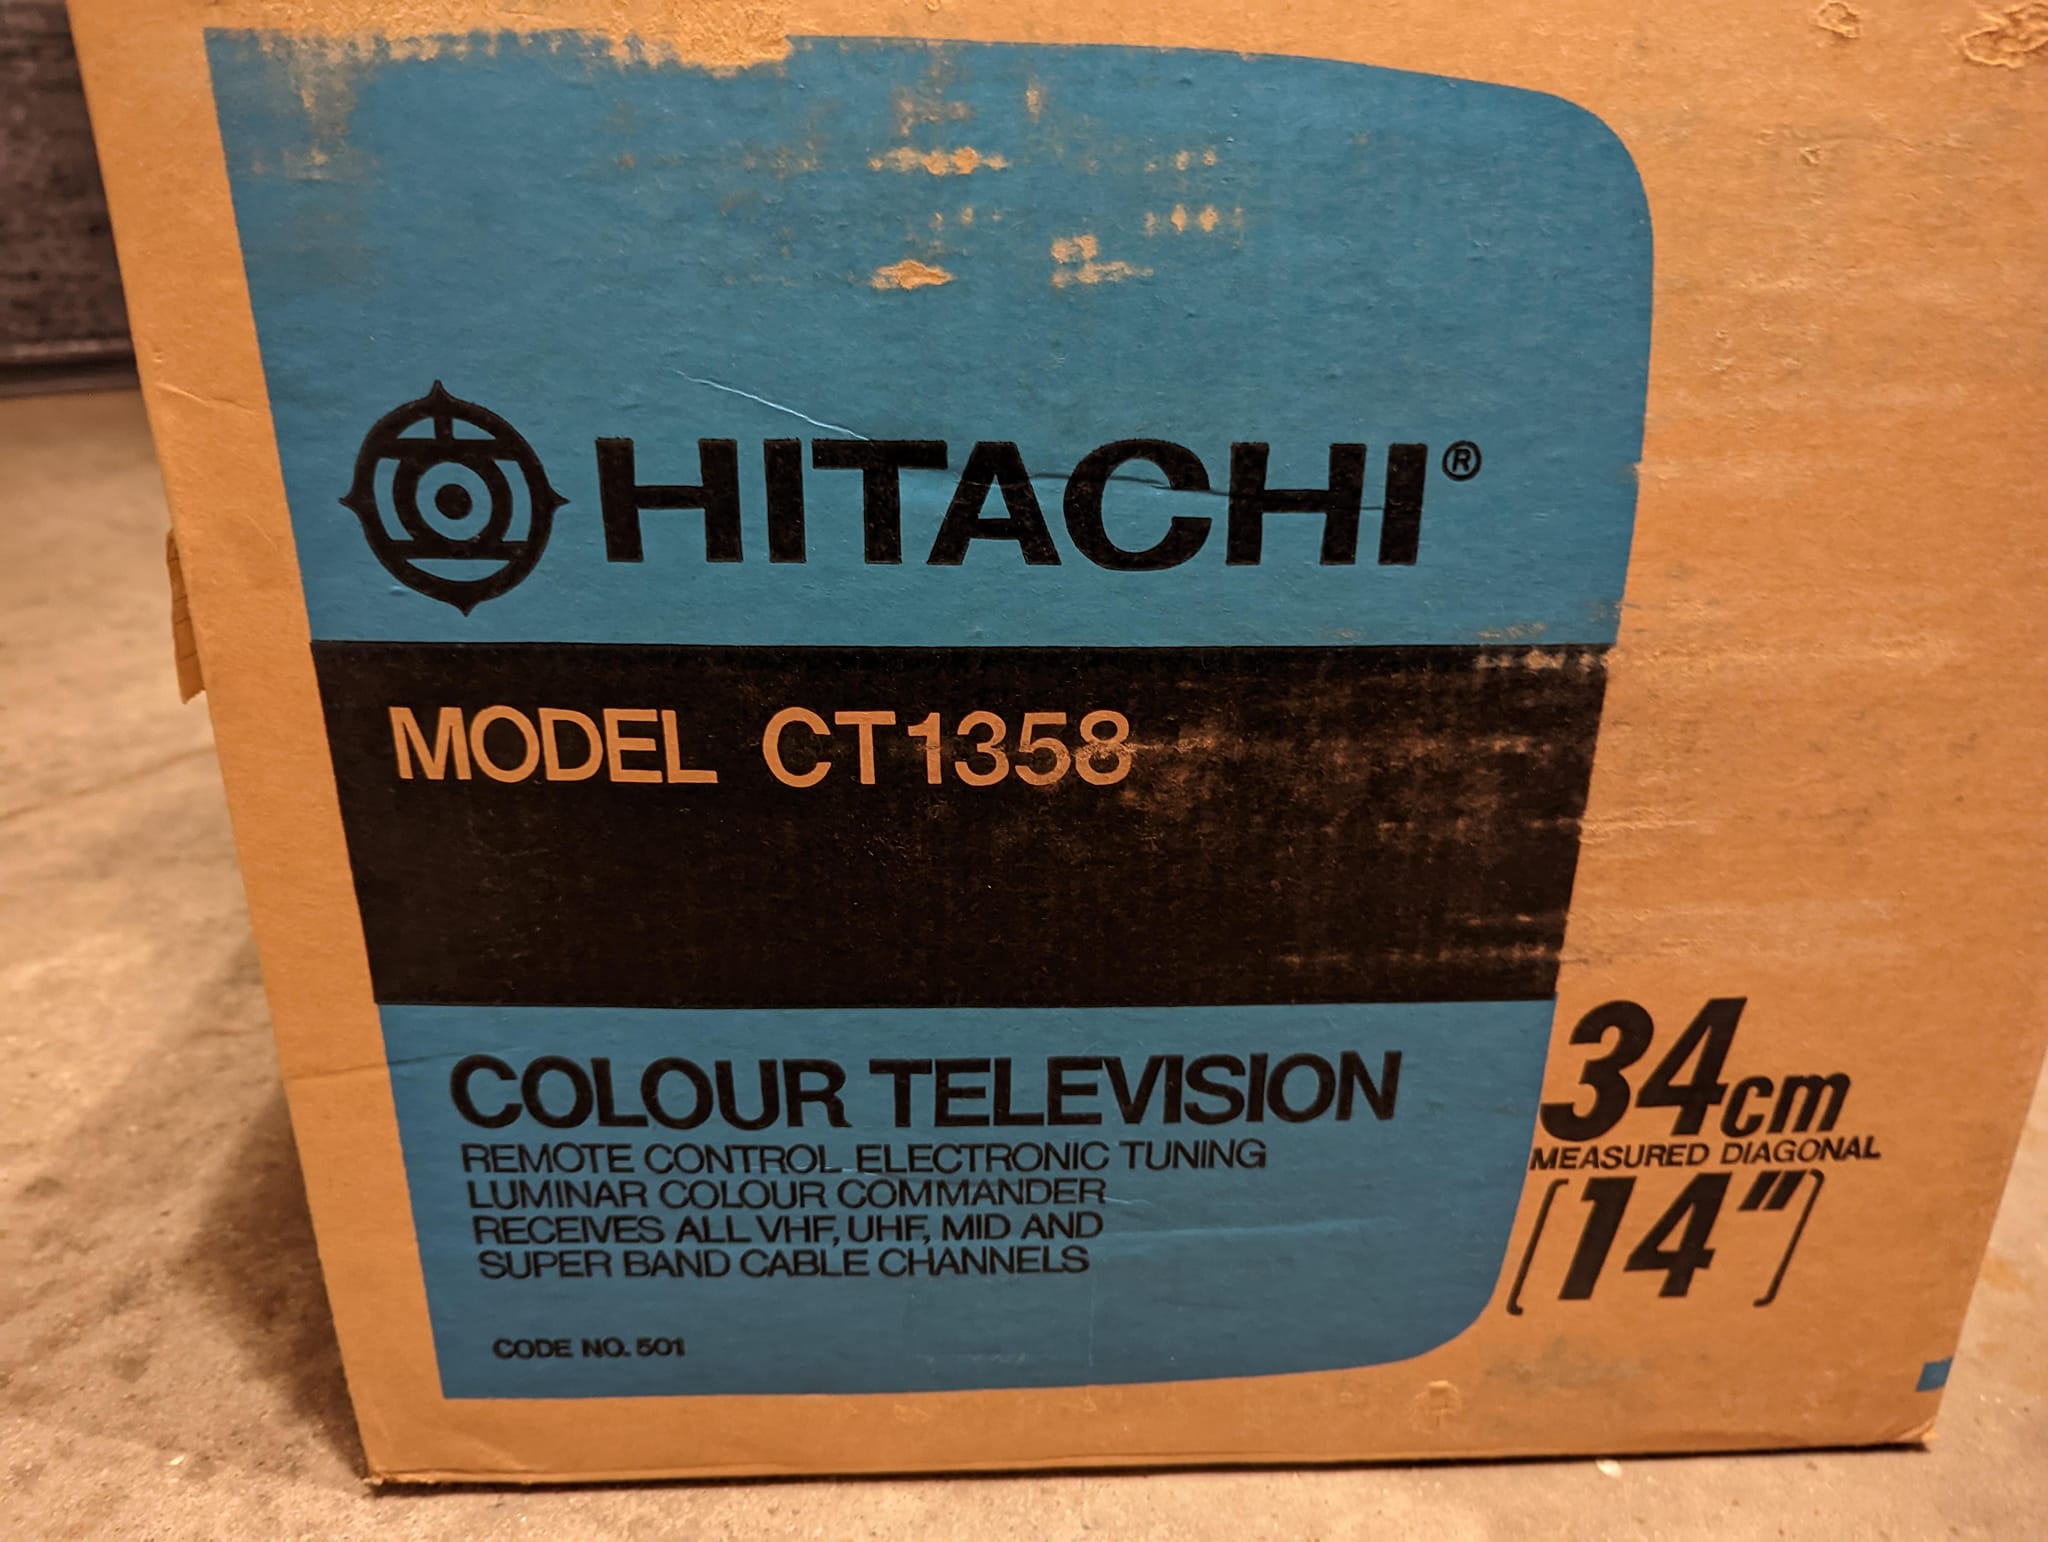 HITACHI®
MODEL CT1358
COLOUR TELEVISION
REMOTE CONTROL ELECTRONIC TUNING
LUMINAR COLOUR COMMANDER
RECEIVES ALL VHF, UHF, MID AND
SUPER BAND CABLE CHANNELS
CODE NO. 501
34cm
MEASURED DIAGONAL
(14")